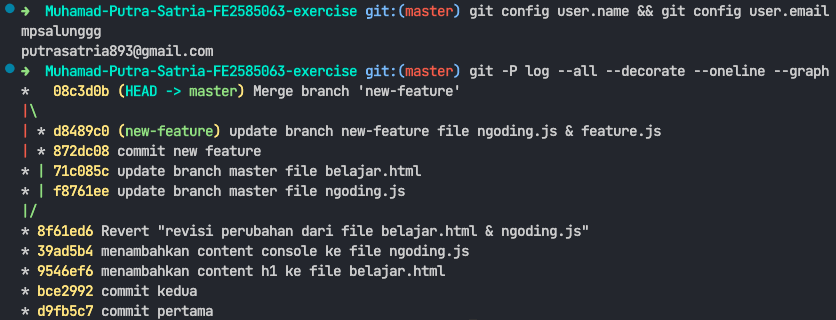 ➜  Muhamad-Putra-Satria-FE2585063-exercise git:(master) git config user.name && git config user.email
mpsalunggg
putrasatria893@gmail.com
➜  Muhamad-Putra-Satria-FE2585063-exercise git:(master) git -P log --all --decorate --oneline --graph
*   08c3d0b (HEAD -> master) Merge branch 'new-feature'
|\
| * d8489c0 (new-feature) update branch new-feature file ngoding.js & feature.js
| * 872dc08 commit new feature
* | 71c085c update branch master file belajar.html
* | f8761ee update branch master file ngoding.js
|/
* 8f61ed6 Revert "revisi perubahan dari file belajar.html & ngoding.js"
* 39ad5b4 menambahkan content console ke file ngoding.js
* 9546ef6 menambahkan content h1 ke file belajar.html
* bce2992 commit kedua
* d9fb5c7 commit pertama